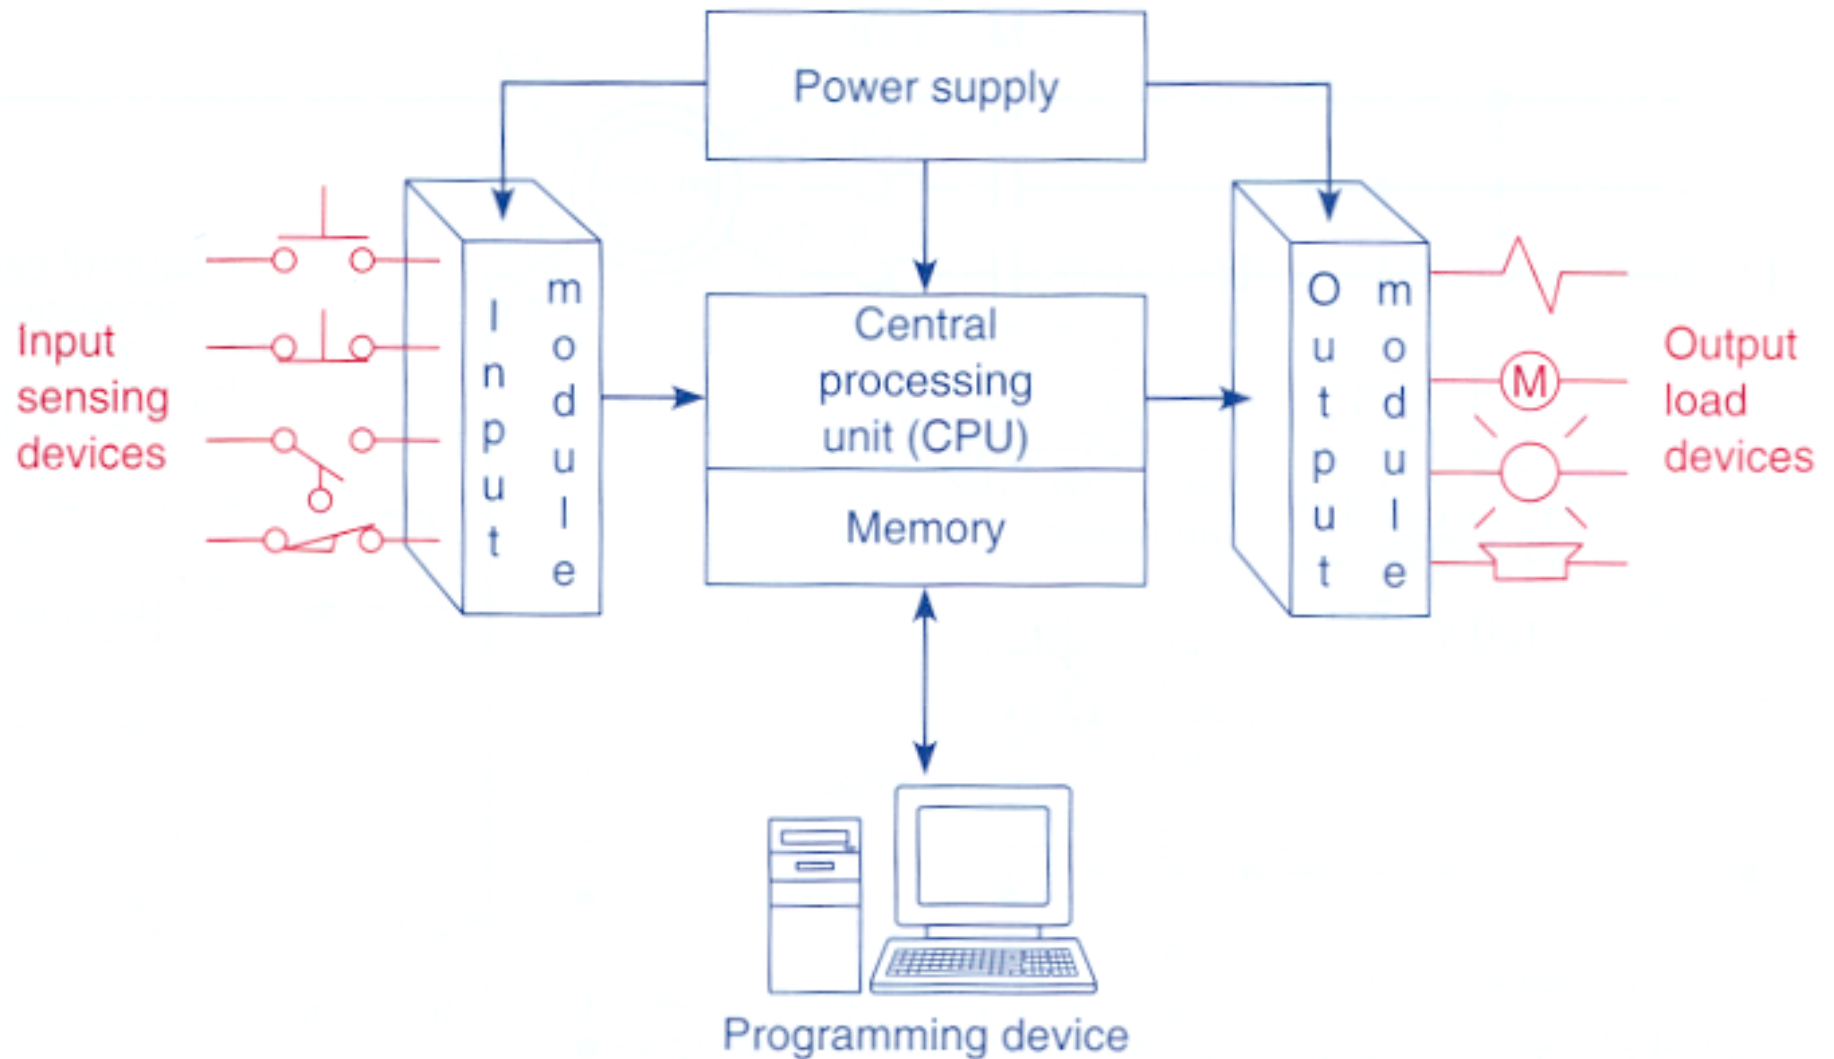 Power supply
Input
sensing
devices
Input
module
Central
processing
unit (CPU)
Memory
Output
module
M
Output
load
devices
Programming device